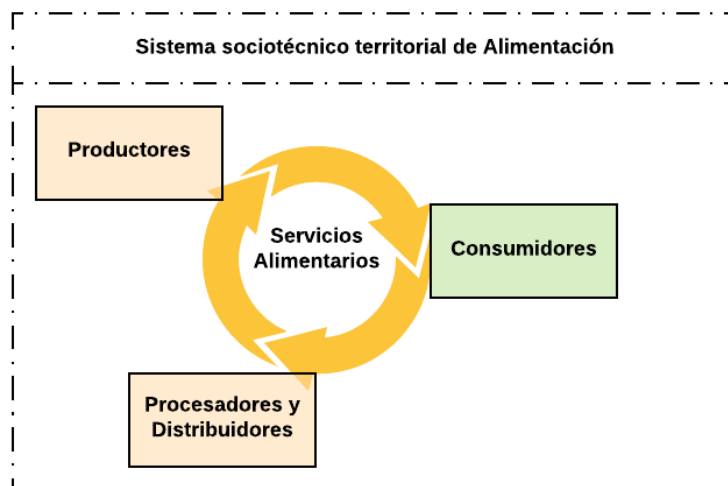 Sistema sociotécnico territorial de Alimentación
Productores
Servicios
Alimentarios
Consumidores
Procesadores y
Distribuidores